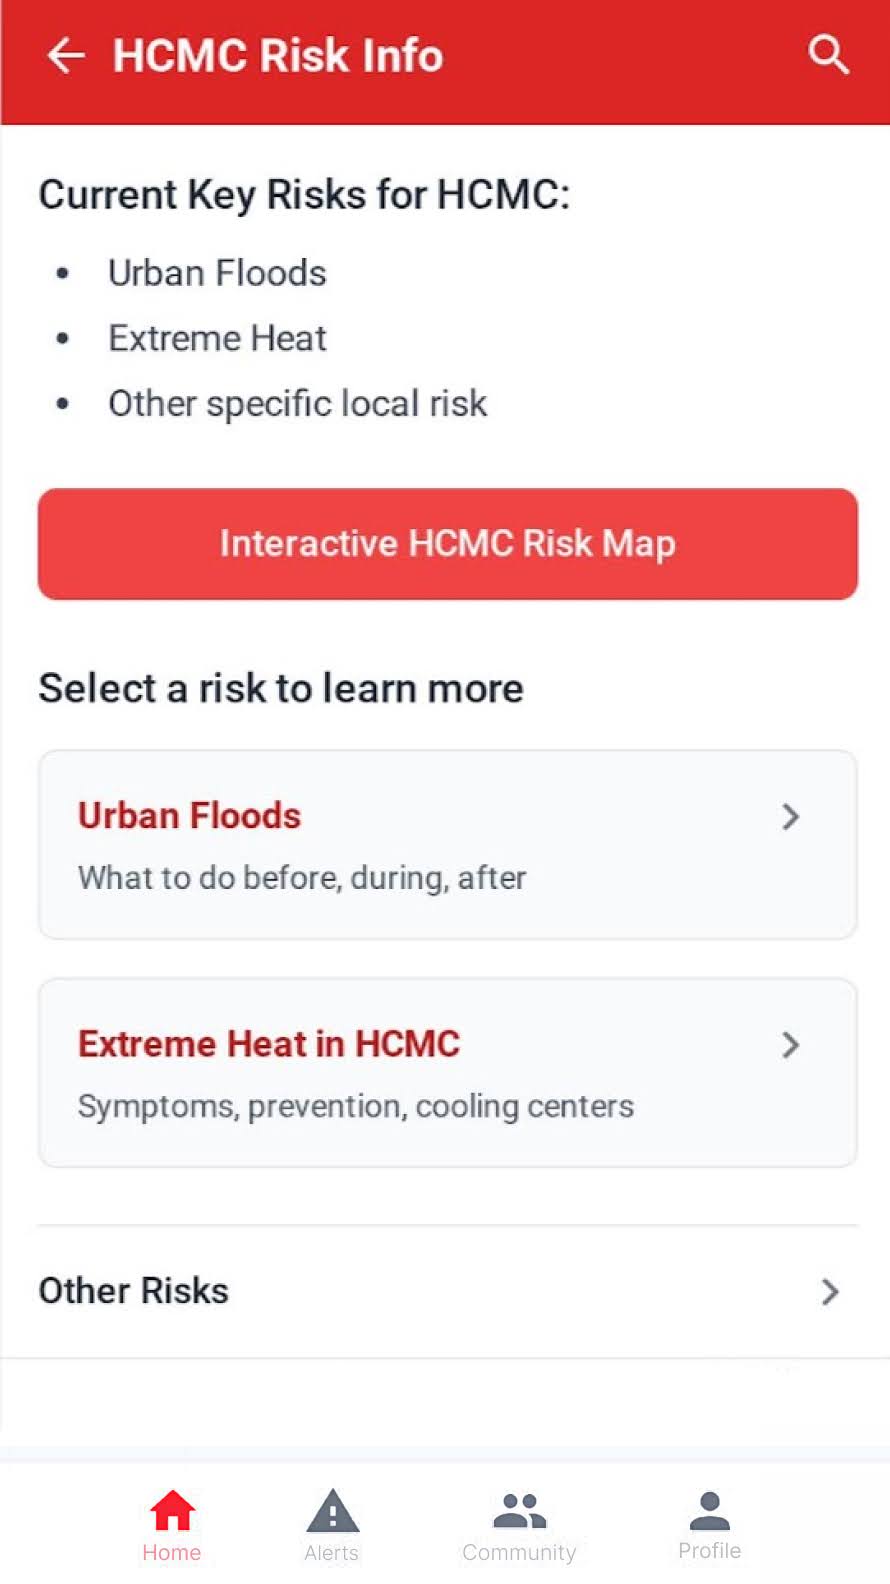 HCMC Risk Info
Current Key Risks for HCMC:
• Urban Floods
• Extreme Heat
• Other specific local risk
Interactive HCMC Risk Map
Select a risk to learn more
Urban Floods
What to do before, during, after
Extreme Heat in HCMC
Symptoms, prevention, cooling centers
Other Risks
Home Alerts Community Profile